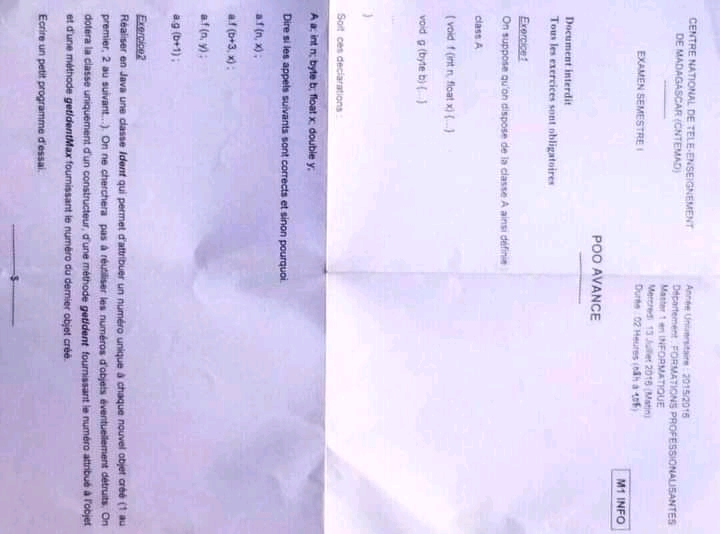 CENTRE NATIONAL DE TELE-ENSEIGNEMENT
DE MADAGASCAR (CNTEMAD)
EXAMEN SEMESTRE I
Année Universitaire : 2015/2016
Département : FORMATIONS PROFESSIONALISANTES
Master 1 en INFORMATIQUE
Mercredi 13 Juillet 2016 (Matin)
Durée : 02 Heures
M1 INFO
POO AVANCE
Document interdit
Tous les exercices sont obligatoires
Exercice1
On suppose qu'on dispose de la classe A ainsi définie :
class A
{ void f (int n, float x) {...}
void g (byte b) {...}
}
Soit ces declarations :
A a; int n; byte b; float x; double y;
Dire si les appels suivants sont corrects et sinon pourquoi.
a.f (n, x) ;
a.f (b+3, x) ;
a.f (n, y) ;
a.g (b+1) ;
Exercice2
Réaliser en Java une classe Ident qui permet d'attribuer un numéro unique à chaque nouvel objet créé (1 au
premier, 2 au suivant...). On ne cherchera pas à réutiliser les numéros d'objets éventuellement détruits. On
dotera la classe uniquement d'un constructeur, d'une méthode getIdent fournissant le numéro attribué à l'objet
et d'une méthode getIdentMax fournissant le numéro du dernier objet créé.
Ecrire un petit programme d'essai.